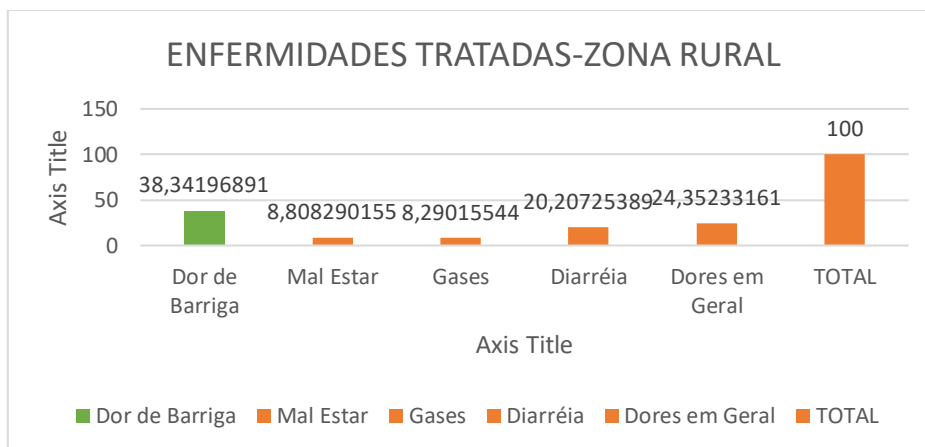 ENFERMIDADES TRATADAS-ZONA RURAL
150
100
50
0
Axis Title
38,34196891
8,808290155
8,29015544
20,20725389
24,35233161
100
Dor de
Barriga
Mal Estar
Gases
Diarréia
Dores em
Geral
TOTAL
Axis Title
Dor de Barriga
Mal Estar
Gases
Diarréia
Dores em Geral
TOTAL